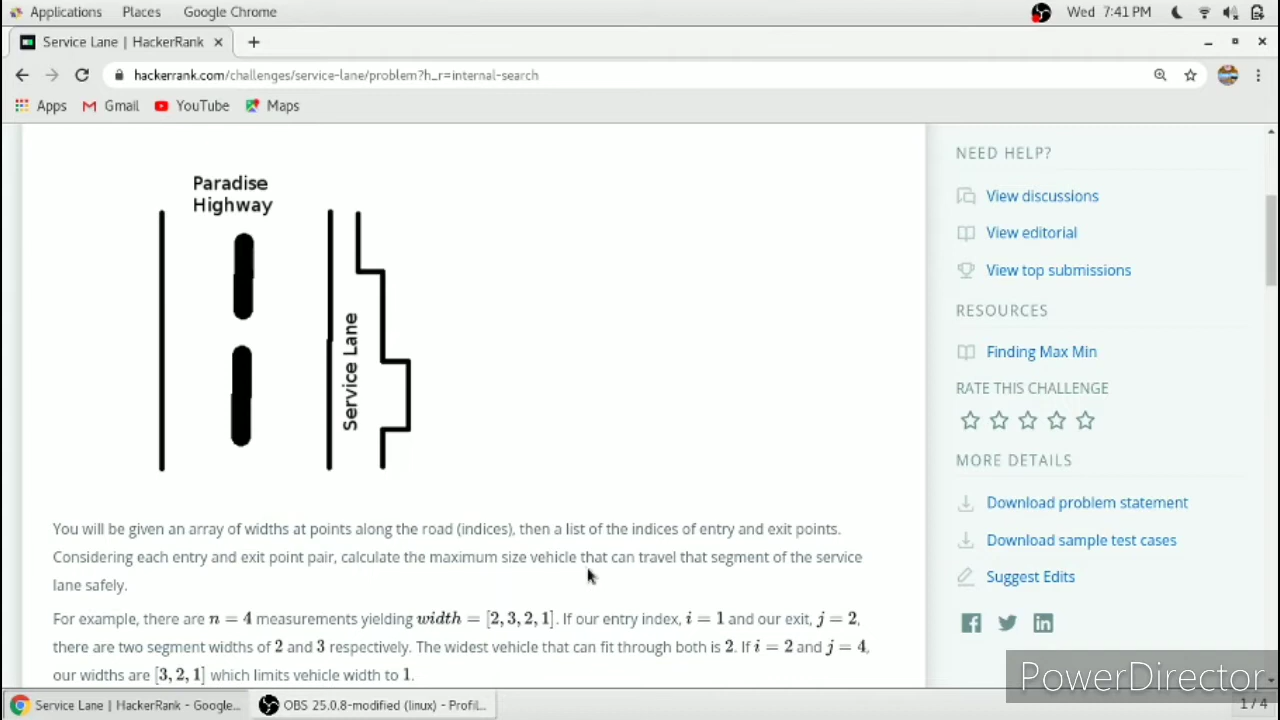 Applications Places Google Chrome Wed 7:41 PM
Service Lane | HackerRank
hackerrank.com/challenges/service-lane/problem?h_r=internal-search
Apps Gmail YouTube Maps
Paradise
Highway
Service Lane
You will be given an array of widths at points along the road (indices), then a list of the indices of entry and exit points.
Considering each entry and exit point pair, calculate the maximum size vehicle that can travel that segment of the service
lane safely.
For example, there are n = 4 measurements yielding width = [2, 3, 2, 1]. If our entry index, i = 1 and our exit, j = 2,
there are two segment widths of 2 and 3 respectively. The widest vehicle that can fit through both is 2. If i = 2 and j = 4,
our widths are [3, 2, 1] which limits vehicle width to 1.
NEED HELP?
View discussions
View editorial
View top submissions
RESOURCES
Finding Max Min
RATE THIS CHALLENGE
MORE DETAILS
Download problem statement
Download sample test cases
Suggest Edits
PowerDirector
Service Lane | HackerRank - Google... OBS 25.0.8-modified (linux) - Profil... 1 / 4